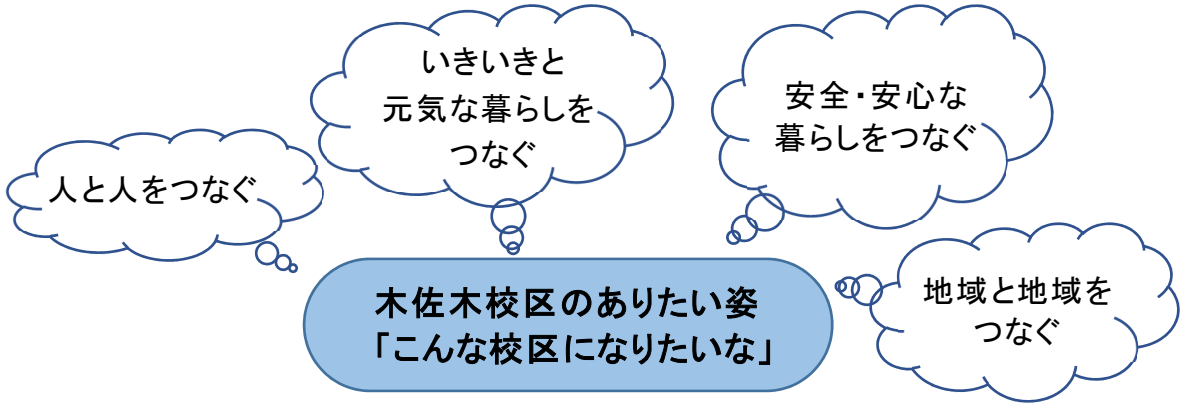 人と人をつなぐ
いきいきと
元気な暮らしを
つなぐ
安全・安心な
暮らしをつなぐ
地域と地域を
つなぐ
木佐木校区のありたい姿
「こんな校区になりたいな」